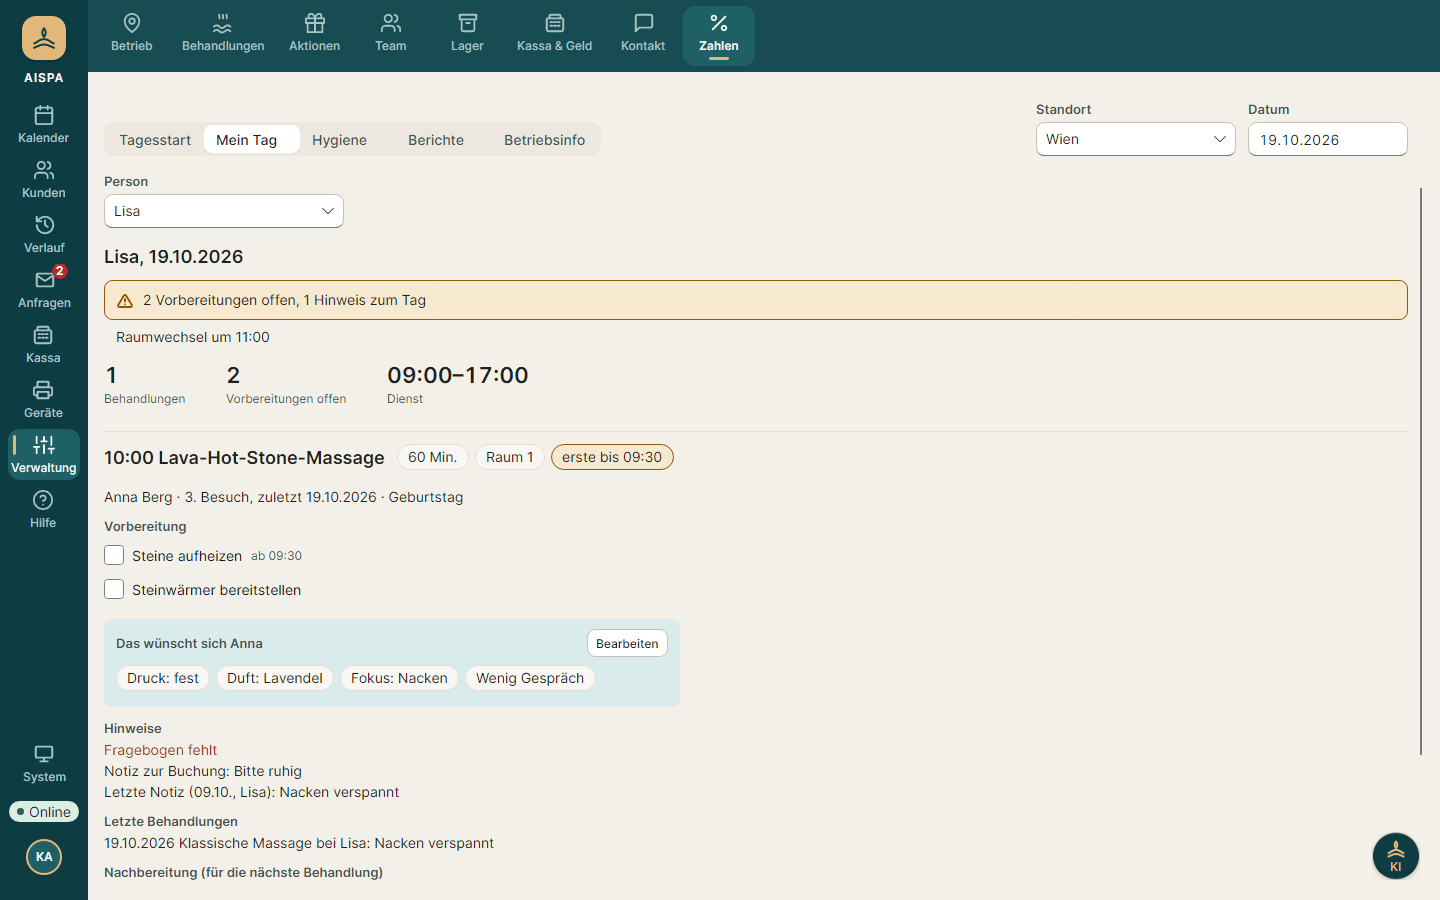 AISPA
Kalender
Kunden
Verlauf
2
Anfragen
Kassa
Geräte
Verwaltung
Hilfe
System
Online
KA
Betrieb
Behandlungen
Aktionen
Team
Lager
Kassa & Geld
Kontakt
Zahlen
Tagesstart
Mein Tag
Hygiene
Berichte
Betriebsinfo
Standort
Wien
Datum
19.10.2026
Person
Lisa
Lisa, 19.10.2026
2 Vorbereitungen offen, 1 Hinweis zum Tag
Raumwechsel um 11:00
1
Behandlungen
2
Vorbereitungen offen
09:00–17:00
Dienst
10:00 Lava-Hot-Stone-Massage 60 Min. Raum 1 erste bis 09:30
Anna Berg · 3. Besuch, zuletzt 19.10.2026 · Geburtstag
Vorbereitung
Steine aufheizen ab 09:30
Steinwärmer bereitstellen
Das wünscht sich Anna Bearbeiten
Druck: fest Duft: Lavendel Fokus: Nacken Wenig Gespräch
Hinweise
Fragebogen fehlt
Notiz zur Buchung: Bitte ruhig
Letzte Notiz (09.10., Lisa): Nacken verspannt
Letzte Behandlungen
19.10.2026 Klassische Massage bei Lisa: Nacken verspannt
Nachbereitung (für die nächste Behandlung)
KI